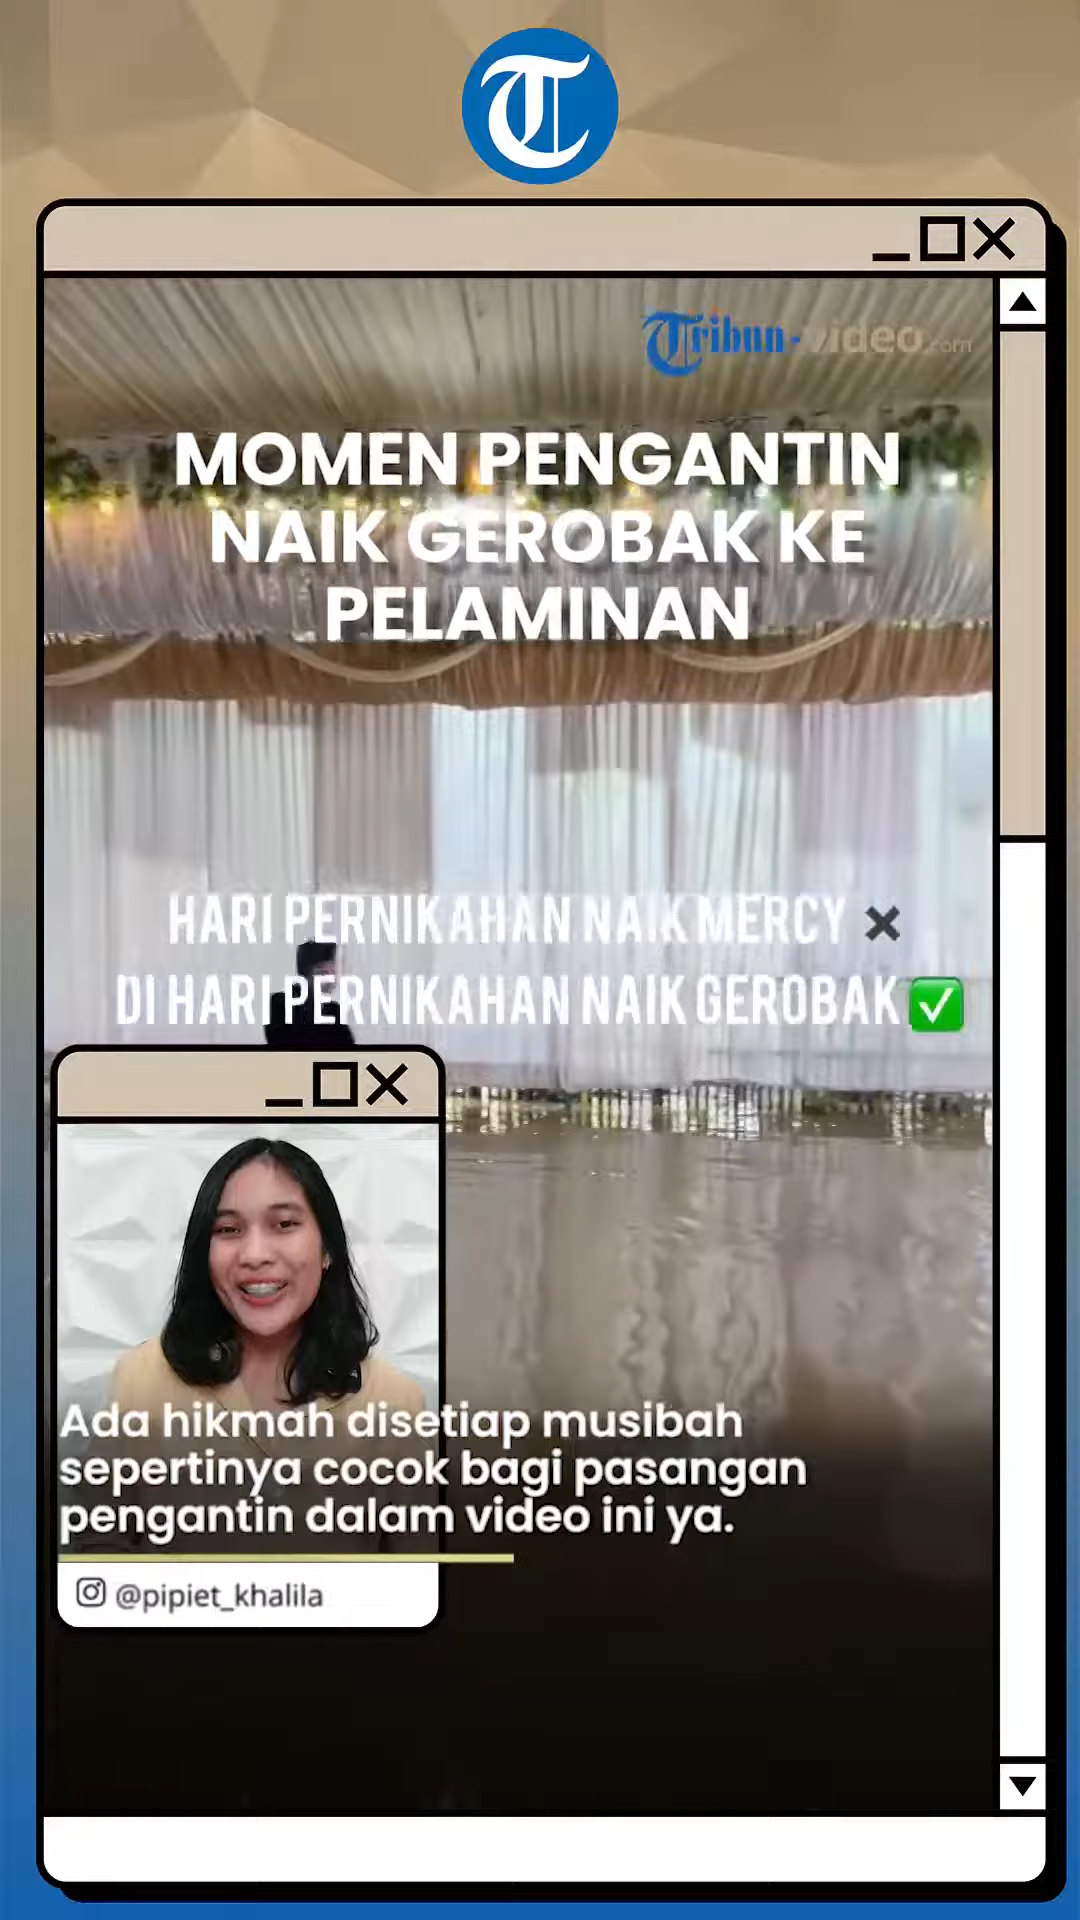 Tribun-video.com
MOMEN PENGANTIN
NAIK GEROBAK KE
PELAMINAN
HARI PERNIKAHAN NAIK MERCY ✖
DI HARI PERNIKAHAN NAIK GEROBAK ✅
Ada hikmah disetiap musibah
sepertinya cocok bagi pasangan
pengantin dalam video ini ya.
@pipiet_khalila